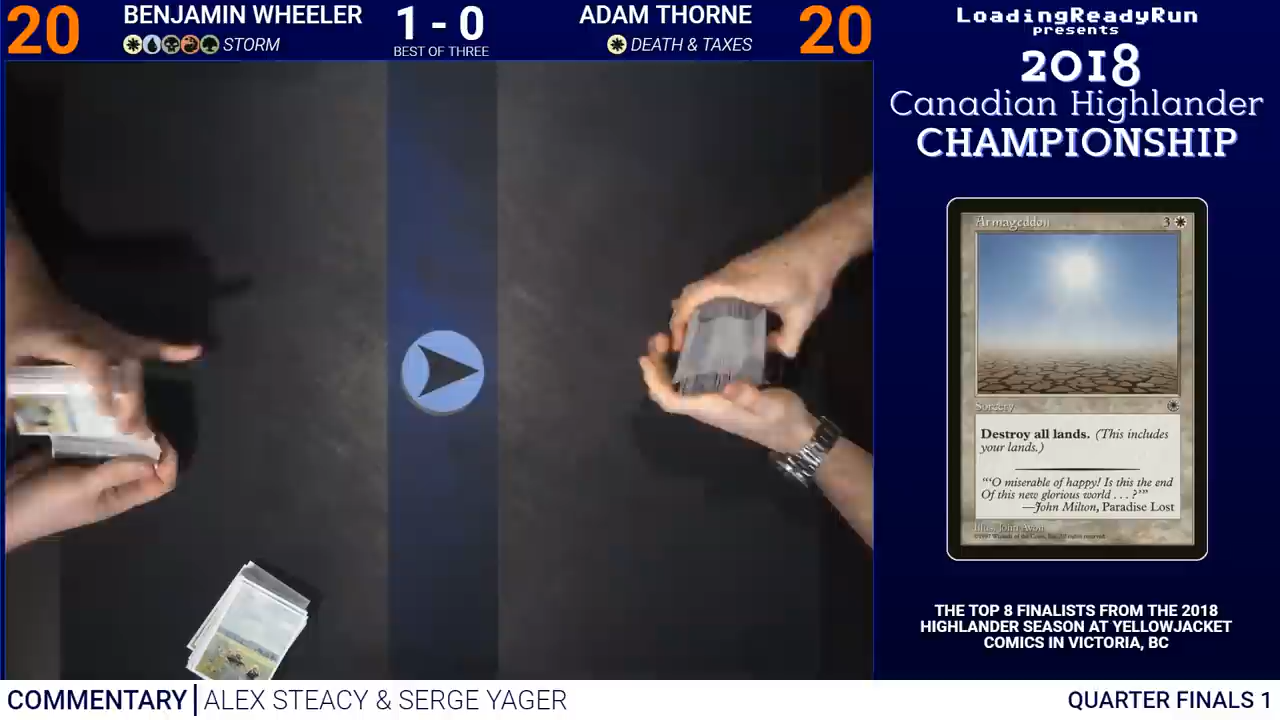 20
BENJAMIN WHEELER
STORM
1 - 0
BEST OF THREE
ADAM THORNE
DEATH & TAXES
20
LoadingReadyRun
presents
2018
Canadian Highlander
CHAMPIONSHIP
Armageddon 3
Sorcery
Destroy all lands. (This includes
your lands.)
“‘O miserable of happy! Is this the end
Of this new glorious world . . . ?’”
—John Milton, Paradise Lost
Illus. John Avon
THE TOP 8 FINALISTS FROM THE 2018
HIGHLANDER SEASON AT YELLOWJACKET
COMICS IN VICTORIA, BC
COMMENTARY | ALEX STEACY & SERGE YAGER
QUARTER FINALS 1